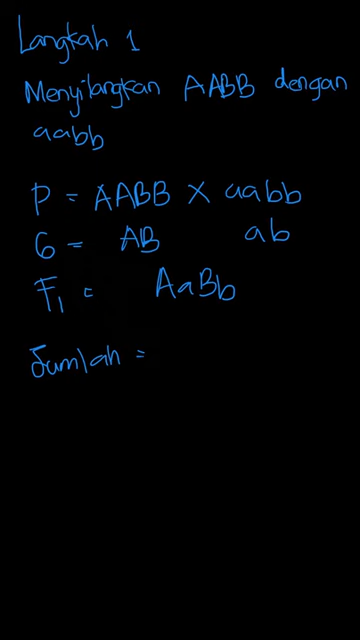 Langkah 1
Menyilangkan AABB dengan
aabb
P = AABB X aabb
G = AB ab
F1 = AaBb
Jumlah =